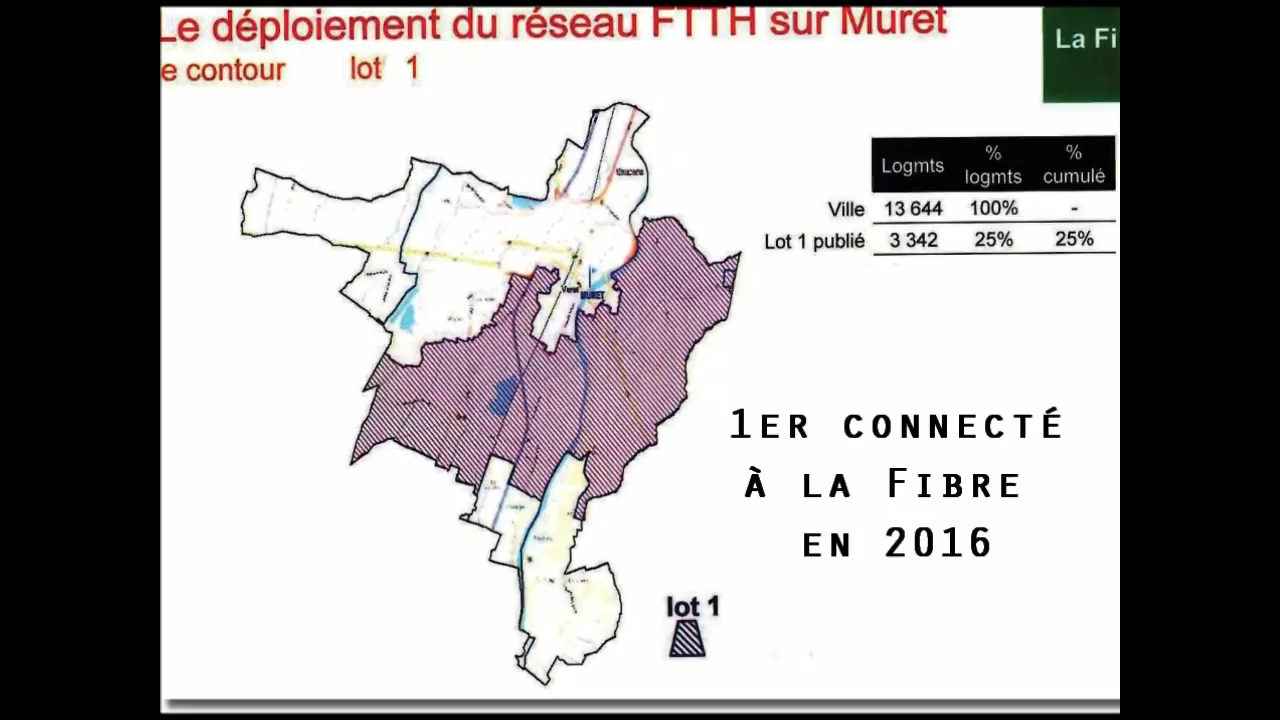 Le déploiement du réseau FTTH sur Muret
e contour lot 1
La Fi
Logmts % logmts % cumulé
Ville 13 644 100% -
Lot 1 publié 3 342 25% 25%
MURET
1ER CONNECTÉ
À LA FIBRE
EN 2016
lot 1